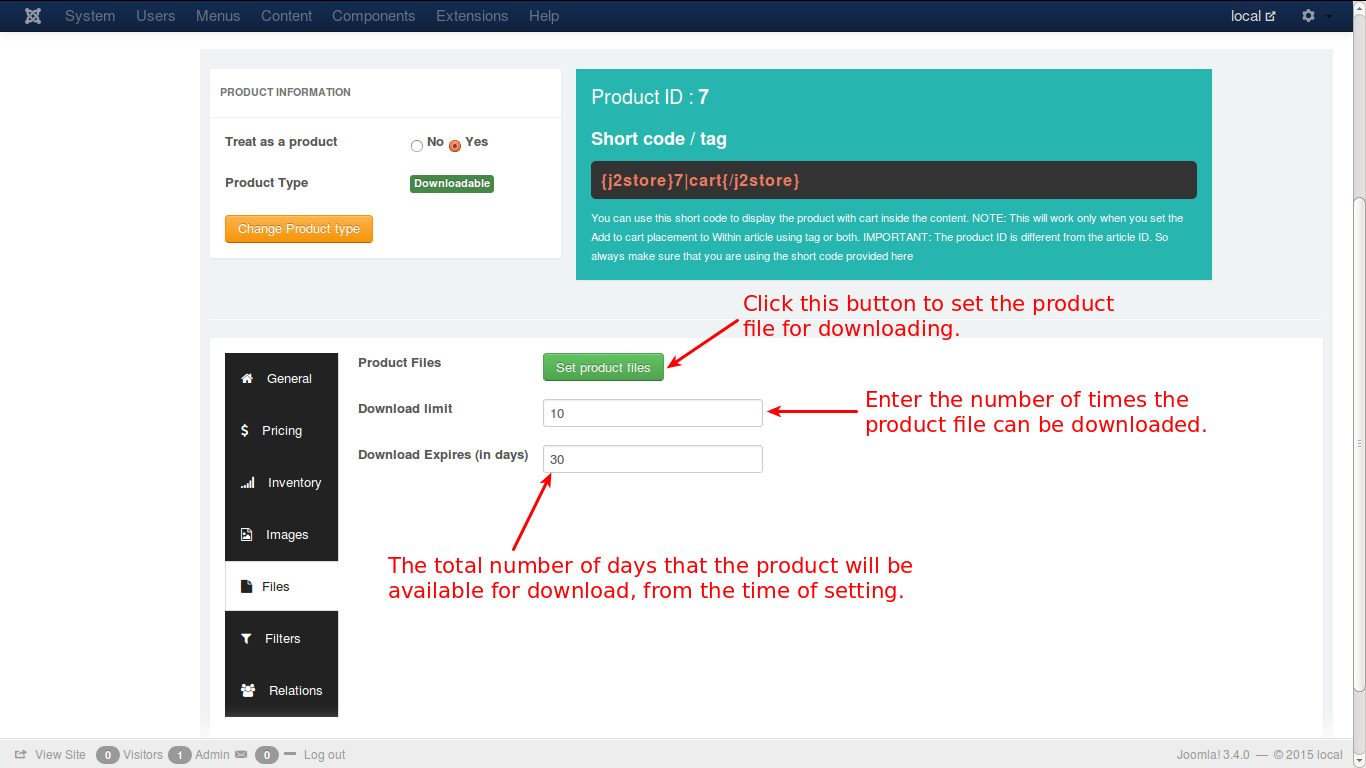 System Users Menus Content Components Extensions Help local
PRODUCT INFORMATION
Treat as a product No Yes
Product Type Downloadable
Change Product type
Product ID : 7
Short code / tag
{j2store}7|cart{/j2store}
You can use this short code to display the product with cart inside the content. NOTE: This will work only when you set the
Add to cart placement to Within article using tag or both. IMPORTANT: The product ID is different from the article ID. So
always make sure that you are using the short code provided here
Click this button to set the product
file for downloading.
General
Pricing
Inventory
Images
Files
Filters
Relations
Product Files Set product files
Download limit 10
Enter the number of times the
product file can be downloaded.
Download Expires (in days) 30
The total number of days that the product will be
available for download, from the time of setting.
View Site 0 Visitors 1 Admin 0 Log out Joomla! 3.4.0 — © 2015 local